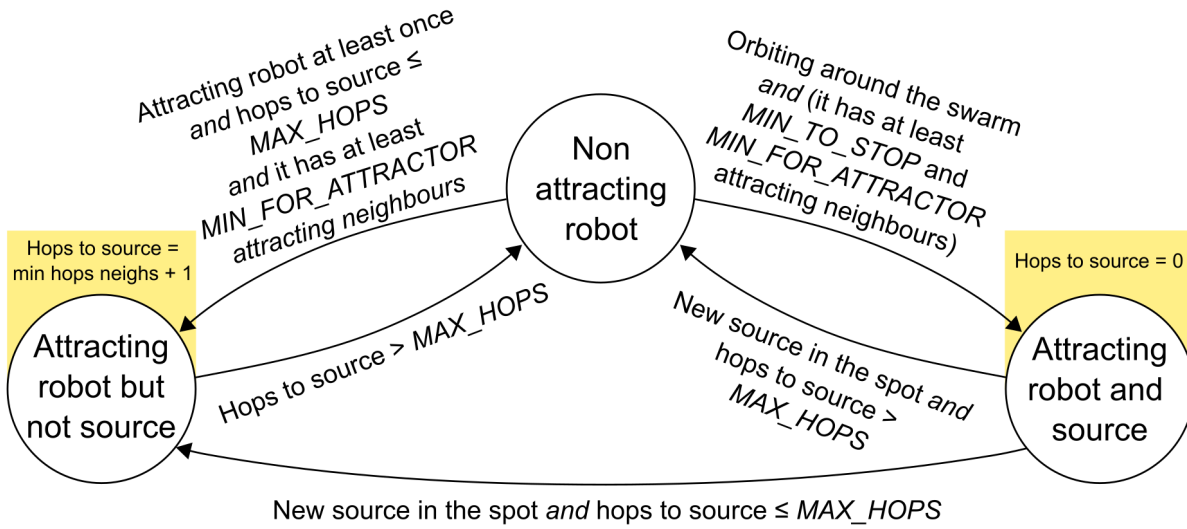 Attracting robot at least once
and hops to source ≤
MAX_HOPS
and it has at least
MIN_FOR_ATTRACTOR
attracting neighbours
Orbiting around the swarm
and (it has at least
MIN_TO_STOP and
MIN_FOR_ATTRACTOR
attracting neighbours)
Non
attracting
robot
Hops to source =
min hops neighs + 1
Hops to source = 0
Attracting
robot but
not source
Hops to source > MAX_HOPS
New source in the spot and
hops to source >
MAX_HOPS
Attracting
robot and
source
New source in the spot and hops to source ≤ MAX_HOPS